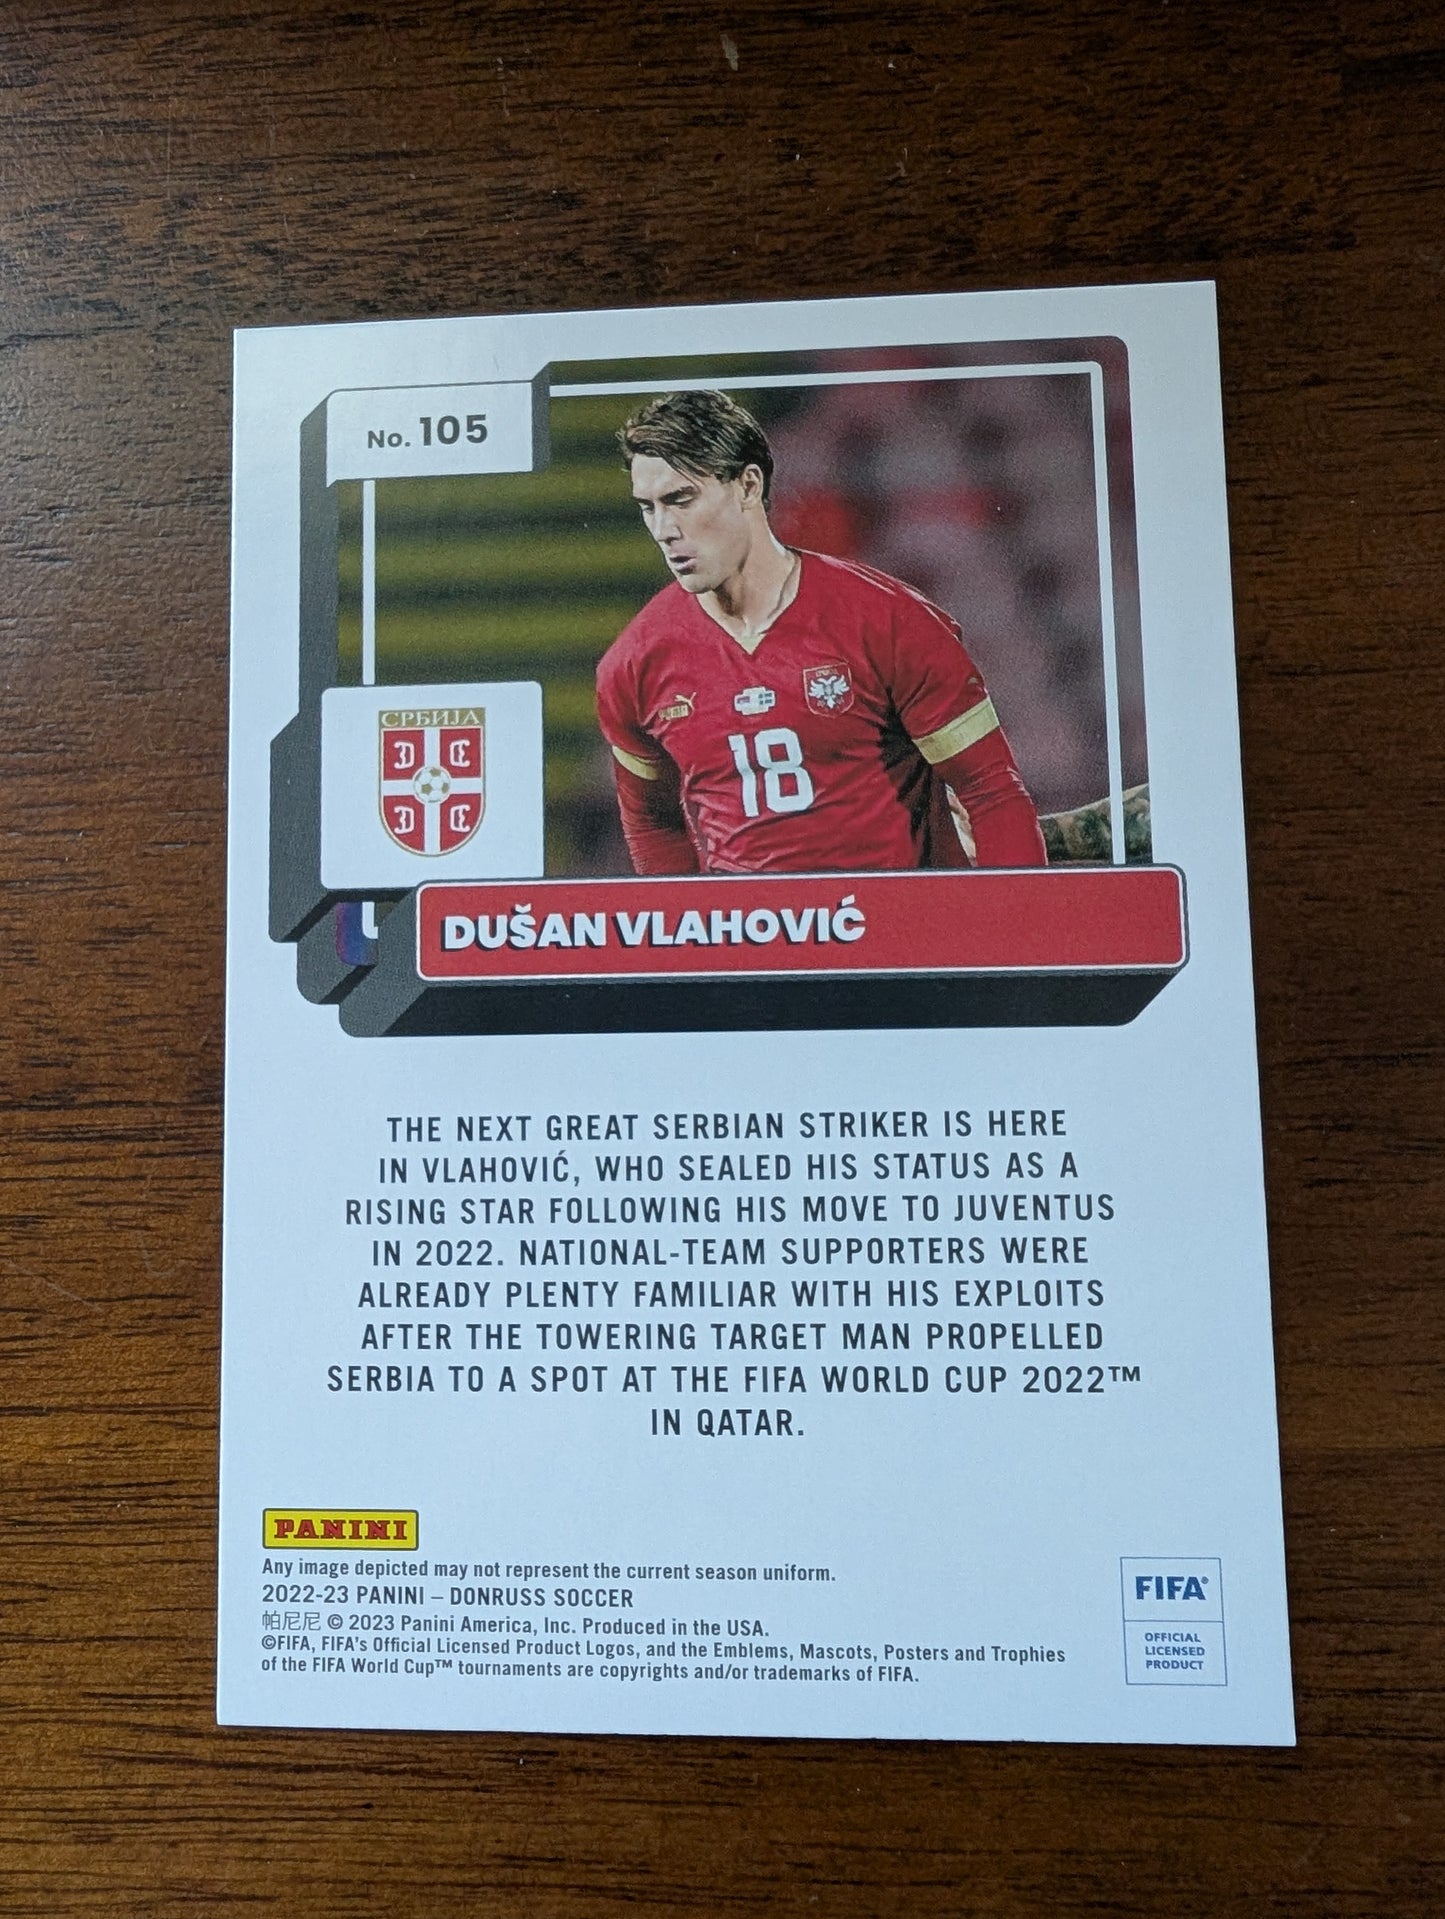 No. 105
СРБИЈА
PUMA
18
DUŠAN VLAHOVIĆ
THE NEXT GREAT SERBIAN STRIKER IS HERE
IN VLAHOVIĆ, WHO SEALED HIS STATUS AS A
RISING STAR FOLLOWING HIS MOVE TO JUVENTUS
IN 2022. NATIONAL-TEAM SUPPORTERS WERE
ALREADY PLENTY FAMILIAR WITH HIS EXPLOITS
AFTER THE TOWERING TARGET MAN PROPELLED
SERBIA TO A SPOT AT THE FIFA WORLD CUP 2022™
IN QATAR.
PANINI
Any image depicted may not represent the current season uniform.
2022-23 PANINI – DONRUSS SOCCER
帕尼尼 © 2023 Panini America, Inc. Produced in the USA.
©FIFA, FIFA's Official Licensed Product Logos, and the Emblems, Mascots, Posters and Trophies
of the FIFA World Cup™ tournaments are copyrights and/or trademarks of FIFA.
FIFA®
OFFICIAL
LICENSED
PRODUCT